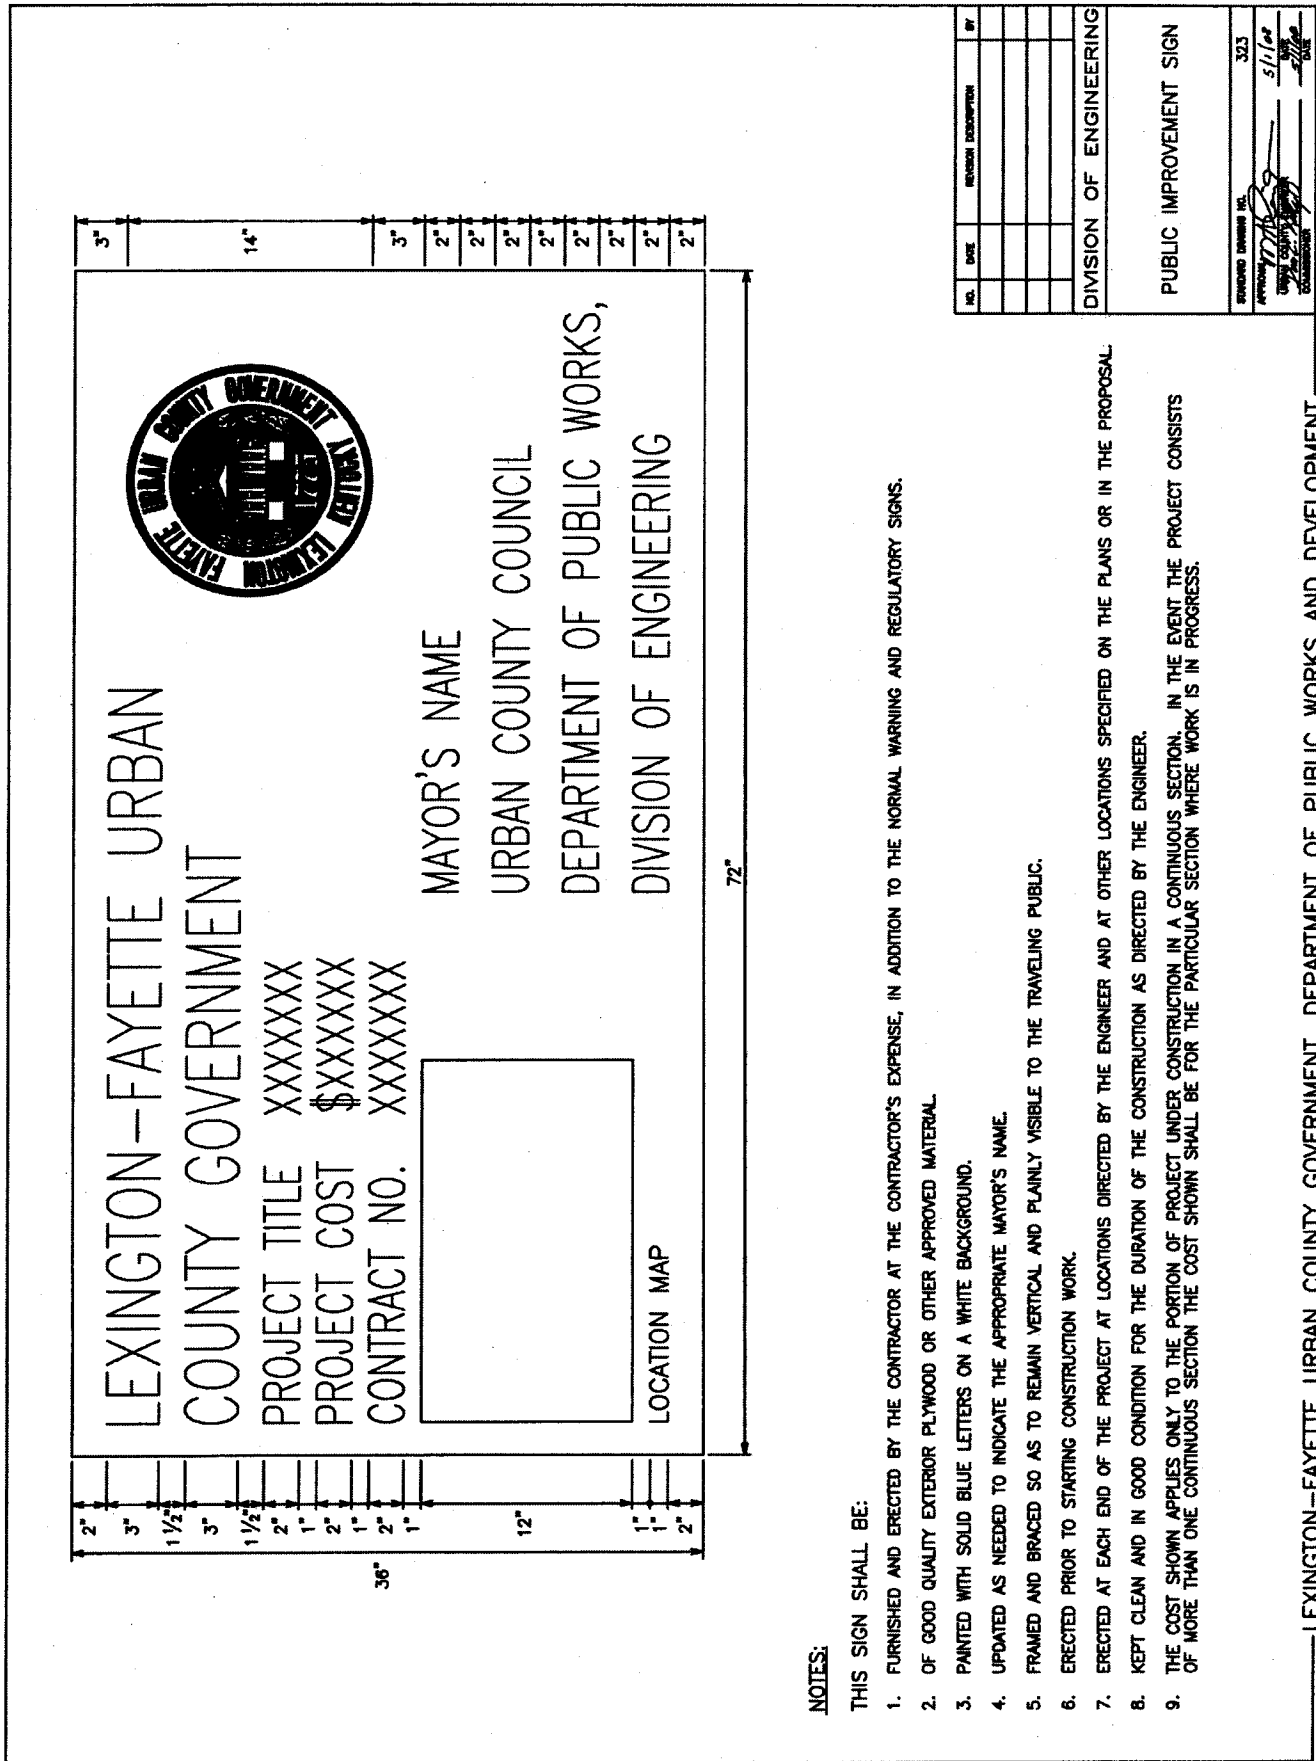 LEXINGTON-FAYETTE URBAN
COUNTY GOVERNMENT
PROJECT TITLE XXXXXXX
PROJECT COST $XXXXXX
CONTRACT NO. XXXXXXX
LOCATION MAP
MAYOR'S NAME
URBAN COUNTY COUNCIL
DEPARTMENT OF PUBLIC WORKS,
DIVISION OF ENGINEERING
LEXINGTON FAYETTE URBAN COUNTY GOVERNMENT
2"
3"
1 1/2"
3"
1 1/2"
2"
1"
2"
1"
2"
1"
12"
1"
1"
2"
36"
3"
14"
3"
2"
2"
2"
2"
2"
2"
2"
2"
72"
NOTES:
THIS SIGN SHALL BE:
1. FURNISHED AND ERECTED BY THE CONTRACTOR AT THE CONTRACTOR'S EXPENSE, IN ADDITION TO THE NORMAL WARNING AND REGULATORY SIGNS.
2. OF GOOD QUALITY EXTERIOR PLYWOOD OR OTHER APPROVED MATERIAL.
3. PAINTED WITH SOLID BLUE LETTERS ON A WHITE BACKGROUND.
4. UPDATED AS NEEDED TO INDICATE THE APPROPRIATE MAYOR'S NAME.
5. FRAMED AND BRACED SO AS TO REMAIN VERTICAL AND PLAINLY VISIBLE TO THE TRAVELING PUBLIC.
6. ERECTED PRIOR TO STARTING CONSTRUCTION WORK.
7. ERECTED AT EACH END OF THE PROJECT AT LOCATIONS DIRECTED BY THE ENGINEER AND AT OTHER LOCATIONS SPECIFIED ON THE PLANS OR IN THE PROPOSAL.
8. KEPT CLEAN AND IN GOOD CONDITION FOR THE DURATION OF THE CONSTRUCTION AS DIRECTED BY THE ENGINEER.
9. THE COST SHOWN APPLIES ONLY TO THE PORTION OF PROJECT UNDER CONSTRUCTION IN A CONTINUOUS SECTION. IN THE EVENT THE PROJECT CONSISTS
OF MORE THAN ONE CONTINUOUS SECTION THE COST SHOWN SHALL BE FOR THE PARTICULAR SECTION WHERE WORK IS IN PROGRESS.
NO. DATE REVISION DESCRIPTION BY
DIVISION OF ENGINEERING
PUBLIC IMPROVEMENT SIGN
STANDARD DRAWING NO. 323
APPROVAL 5/1/08
URBAN COUNTY ENGINEER DATE
COMMISSIONER DATE
LEXINGTON-FAYETTE URBAN COUNTY GOVERNMENT DEPARTMENT OF PUBLIC WORKS AND DEVELOPMENT